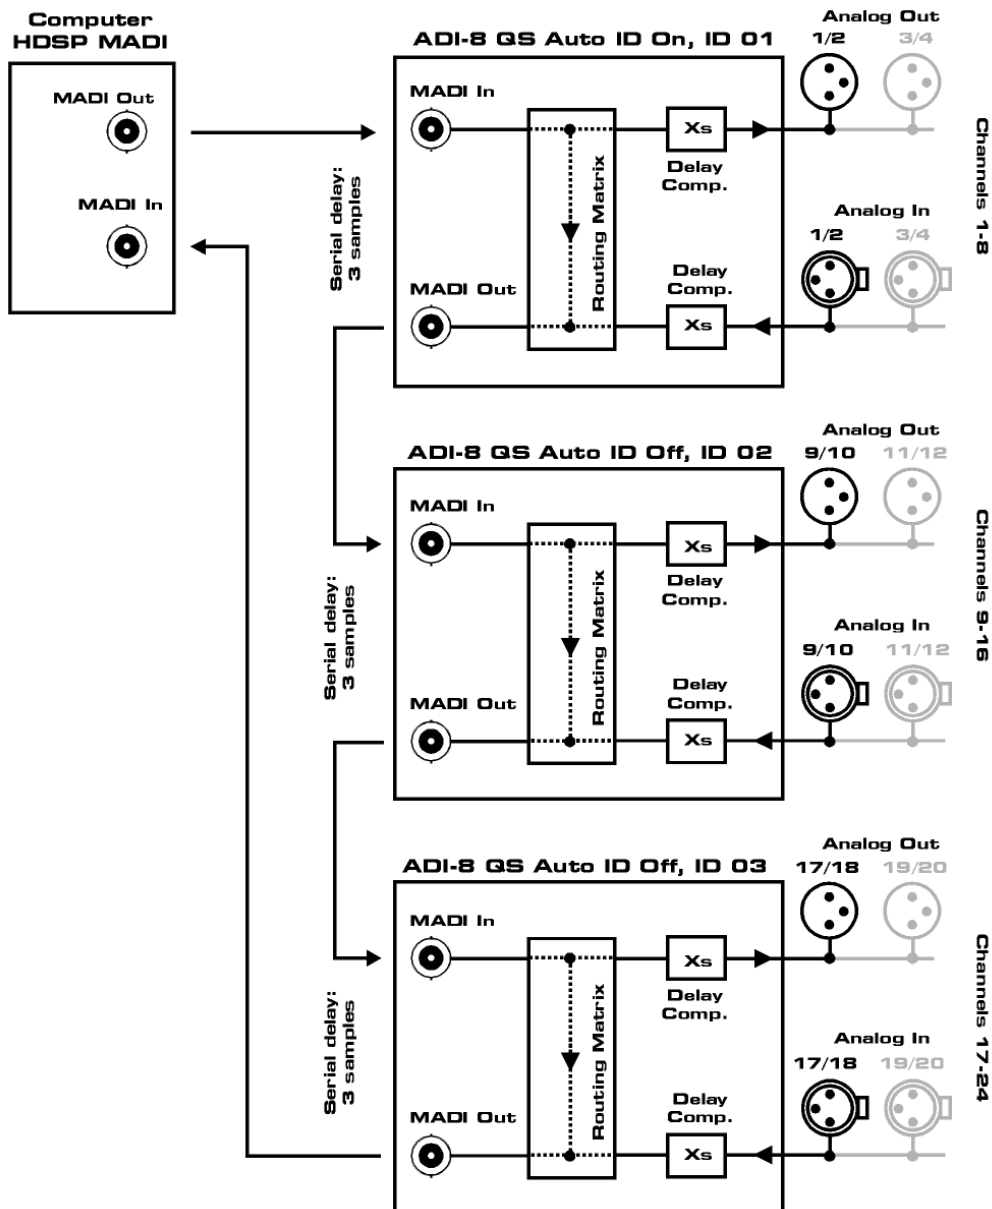 Computer
HDSP MADI
MADI Out
MADI In
ADI-8 QS Auto ID On, ID 01
MADI In
Routing Matrix
Xs
Delay
Comp.
MADI Out
Delay
Comp.
Xs
Analog Out
1/2 3/4
Analog In
1/2 3/4
Channels 1-8
Serial delay:
3 samples
ADI-8 QS Auto ID Off, ID 02
MADI In
Routing Matrix
Xs
Delay
Comp.
MADI Out
Delay
Comp.
Xs
Analog Out
9/10 11/12
Analog In
9/10 11/12
Channels 9-16
Serial delay:
3 samples
ADI-8 QS Auto ID Off, ID 03
MADI In
Routing Matrix
Xs
Delay
Comp.
MADI Out
Delay
Comp.
Xs
Analog Out
17/18 19/20
Analog In
17/18 19/20
Channels 17-24
Serial delay:
3 samples